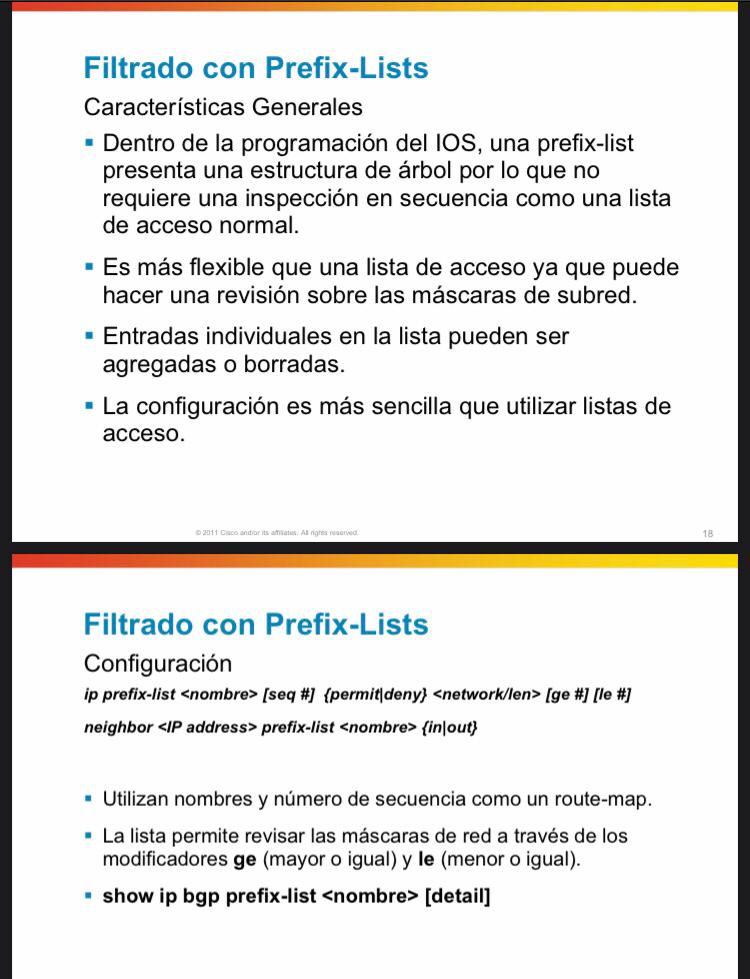 Filtrado con Prefix-Lists
Características Generales
▪ Dentro de la programación del IOS, una prefix-list
presenta una estructura de árbol por lo que no
requiere una inspección en secuencia como una lista
de acceso normal.
▪ Es más flexible que una lista de acceso ya que puede
hacer una revisión sobre las máscaras de subred.
▪ Entradas individuales en la lista pueden ser
agregadas o borradas.
▪ La configuración es más sencilla que utilizar listas de
acceso.
© 2011 Cisco and/or its affiliates. All rights reserved.
18
Filtrado con Prefix-Lists
Configuración
ip prefix-list <nombre> [seq #] {permit|deny} <network/len> [ge #] [le #]
neighbor <IP address> prefix-list <nombre> {in|out}
▪ Utilizan nombres y número de secuencia como un route-map.
▪ La lista permite revisar las máscaras de red a través de los
modificadores ge (mayor o igual) y le (menor o igual).
▪ show ip bgp prefix-list <nombre> [detail]